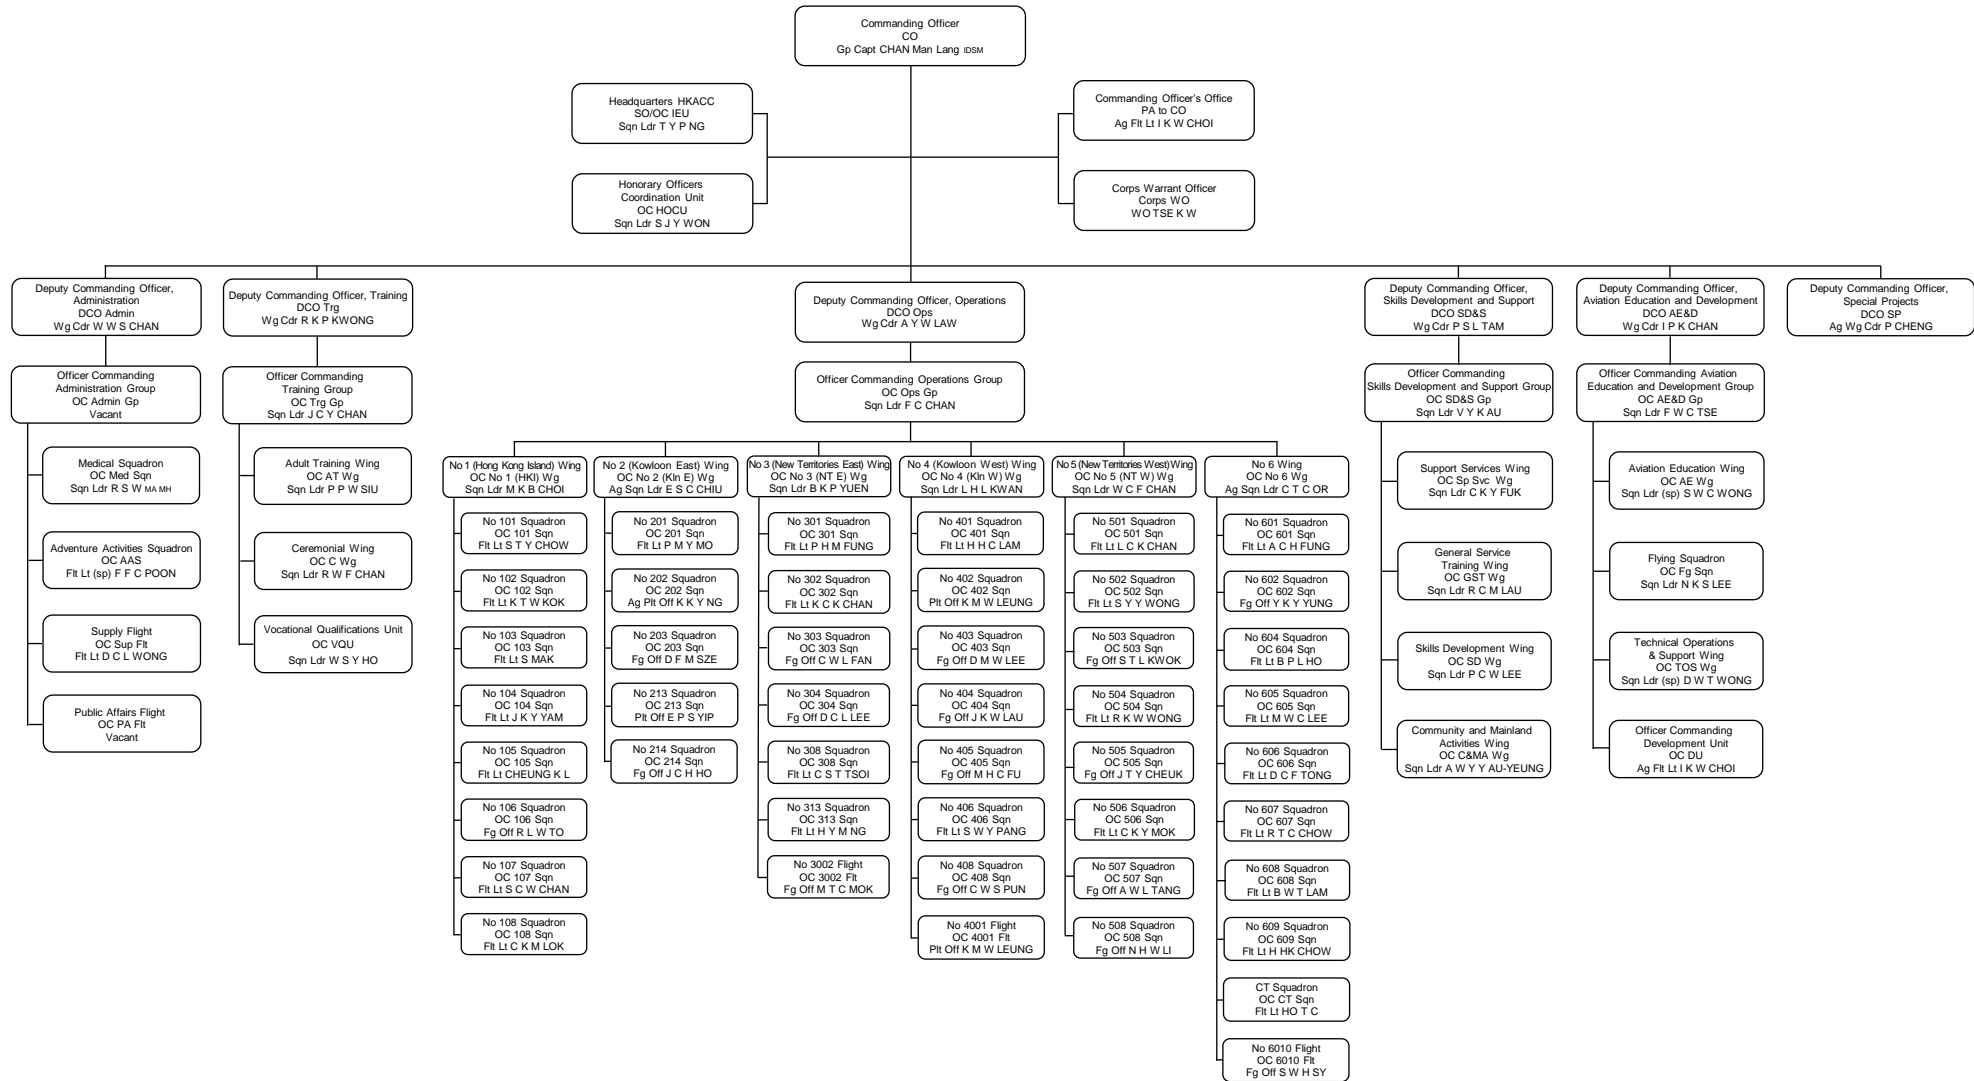 Commanding Officer
CO
Gp Capt CHAN Man Lang IDSM
Headquarters HKACC
SO/OC IEU
Sqn Ldr T Y P NG
Commanding Officer's Office
PA to CO
Ag Flt Lt I K W CHOI
Honorary Officers
Coordination Unit
OC HOCU
Sqn Ldr S J Y WON
Corps Warrant Officer
Corps WO
WO TSE K W
Deputy Commanding Officer,
Administration
DCO Admin
Wg Cdr W W S CHAN
Deputy Commanding Officer, Training
DCO Trg
Wg Cdr R K P KWONG
Deputy Commanding Officer, Operations
DCO Ops
Wg Cdr A Y W LAW
Deputy Commanding Officer,
Skills Development and Support
DCO SD&S
Wg Cdr P S L TAM
Deputy Commanding Officer,
Aviation Education and Development
DCO AE&D
Wg Cdr I P K CHAN
Deputy Commanding Officer,
Special Projects
DCO SP
Ag Wg Cdr P CHENG
Officer Commanding
Administration Group
OC Admin Gp
Vacant
Officer Commanding
Training Group
OC Trg Gp
Sqn Ldr J C Y CHAN
Officer Commanding Operations Group
OC Ops Gp
Sqn Ldr F C CHAN
Officer Commanding
Skills Development and Support Group
OC SD&S Gp
Sqn Ldr V Y K AU
Officer Commanding Aviation
Education and Development Group
OC AE&D Gp
Sqn Ldr F W C TSE
Medical Squadron
OC Med Sqn
Sqn Ldr R S W MA MH
Adventure Activities Squadron
OC AAS
Flt Lt (sp) F F C POON
Supply Flight
OC Sup Flt
Flt Lt D C L WONG
Public Affairs Flight
OC PA Flt
Vacant
Adult Training Wing
OC AT Wg
Sqn Ldr P P W SIU
Ceremonial Wing
OC C Wg
Sqn Ldr R W F CHAN
Vocational Qualifications Unit
OC VQU
Sqn Ldr W S Y HO
No 1 (Hong Kong Island) Wing
OC No 1 (HKI) Wg
Sqn Ldr M K B CHOI
No 101 Squadron
OC 101 Sqn
Flt Lt S T Y CHOW
No 102 Squadron
OC 102 Sqn
Flt Lt K T W KOK
No 103 Squadron
OC 103 Sqn
Flt Lt S MAK
No 104 Squadron
OC 104 Sqn
Flt Lt J K Y YAM
No 105 Squadron
OC 105 Sqn
Flt Lt CHEUNG K L
No 106 Squadron
OC 106 Sqn
Fg Off R L W TO
No 107 Squadron
OC 107 Sqn
Flt Lt S C W CHAN
No 108 Squadron
OC 108 Sqn
Flt Lt C K M LOK
No 2 (Kowloon East) Wing
OC No 2 (Kln E) Wg
Ag Sqn Ldr E S C CHIU
No 201 Squadron
OC 201 Sqn
Flt Lt P M Y MO
No 202 Squadron
OC 202 Sqn
Ag Plt Off K K Y NG
No 203 Squadron
OC 203 Sqn
Fg Off D F M SZE
No 213 Squadron
OC 213 Sqn
Plt Off E P S YIP
No 214 Squadron
OC 214 Sqn
Fg Off J C H HO
No 3 (New Territories East) Wing
OC No 3 (NT E) Wg
Sqn Ldr B K P YUEN
No 301 Squadron
OC 301 Sqn
Flt Lt P H M FUNG
No 302 Squadron
OC 302 Sqn
Flt Lt K C K CHAN
No 303 Squadron
OC 303 Sqn
Fg Off C W L FAN
No 304 Squadron
OC 304 Sqn
Fg Off D C L LEE
No 308 Squadron
OC 308 Sqn
Flt Lt C S T TSOI
No 313 Squadron
OC 313 Sqn
Flt Lt H Y M NG
No 3002 Flight
OC 3002 Flt
Fg Off M T C MOK
No 4 (Kowloon West) Wing
OC No 4 (Kln W) Wg
Sqn Ldr L H L KWAN
No 401 Squadron
OC 401 Sqn
Flt Lt H H C LAM
No 402 Squadron
OC 402 Sqn
Plt Off K M W LEUNG
No 403 Squadron
OC 403 Sqn
Fg Off D M W LEE
No 404 Squadron
OC 404 Sqn
Fg Off J K W LAU
No 405 Squadron
OC 405 Sqn
Fg Off M H C FU
No 406 Squadron
OC 406 Sqn
Flt Lt S W Y PANG
No 408 Squadron
OC 408 Sqn
Fg Off C W S PUN
No 4001 Flight
OC 4001 Flt
Plt Off K M W LEUNG
No 5 (New Territories West) Wing
OC No 5 (NT W) Wg
Sqn Ldr W C F CHAN
No 501 Squadron
OC 501 Sqn
Flt Lt L C K CHAN
No 502 Squadron
OC 502 Sqn
Flt Lt S Y Y WONG
No 503 Squadron
OC 503 Sqn
Fg Off S T L KWOK
No 504 Squadron
OC 504 Sqn
Flt Lt R K W WONG
No 505 Squadron
OC 505 Sqn
Fg Off J T Y CHEUK
No 506 Squadron
OC 506 Sqn
Flt Lt C K Y MOK
No 507 Squadron
OC 507 Sqn
Fg Off A W L TANG
No 508 Squadron
OC 508 Sqn
Fg Off N H W LI
No 6 Wing
OC No 6 Wg
Ag Sqn Ldr C T C OR
No 601 Squadron
OC 601 Sqn
Flt Lt A C H FUNG
No 602 Squadron
OC 602 Sqn
Fg Off Y K Y YUNG
No 604 Squadron
OC 604 Sqn
Flt Lt B P L HO
No 605 Squadron
OC 605 Sqn
Flt Lt M W C LEE
No 606 Squadron
OC 606 Sqn
Flt Lt D C F TONG
No 607 Squadron
OC 607 Sqn
Flt Lt R T C CHOW
No 608 Squadron
OC 608 Sqn
Flt Lt B W T LAM
No 609 Squadron
OC 609 Sqn
Flt Lt H HK CHOW
CT Squadron
OC CT Sqn
Flt Lt HO T C
No 6010 Flight
OC 6010 Flt
Fg Off S W H SY
Support Services Wing
OC Sp Svc Wg
Sqn Ldr C K Y FUK
General Service
Training Wing
OC GST Wg
Sqn Ldr R C M LAU
Skills Development Wing
OC SD Wg
Sqn Ldr P C W LEE
Community and Mainland
Activities Wing
OC C&MA Wg
Sqn Ldr A W Y Y AU-YEUNG
Aviation Education Wing
OC AE Wg
Sqn Ldr (sp) S W C WONG
Flying Squadron
OC Fg Sqn
Sqn Ldr N K S LEE
Technical Operations
& Support Wing
OC TOS Wg
Sqn Ldr (sp) D W T WONG
Officer Commanding
Development Unit
OC DU
Ag Flt Lt I K W CHOI